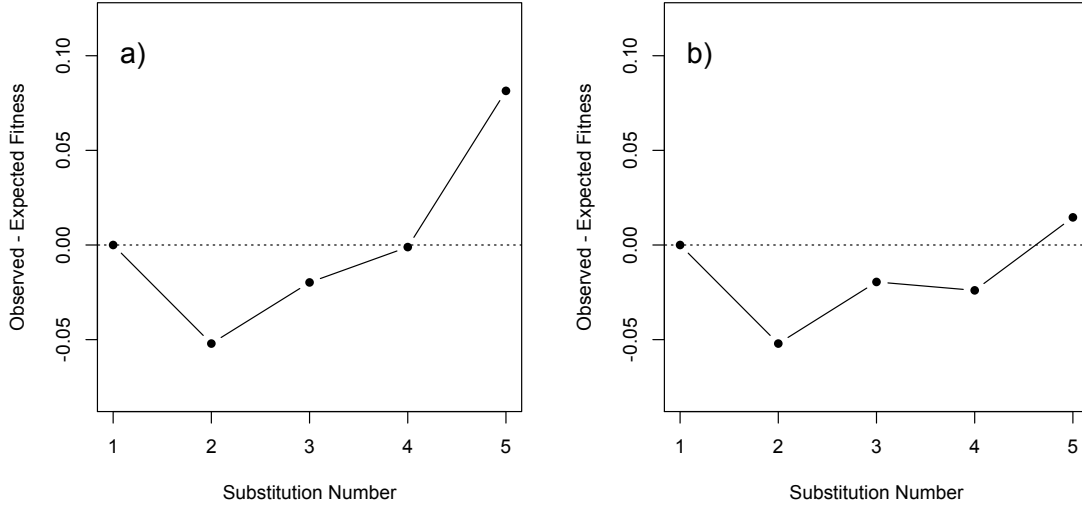 a)
Observed - Expected Fitness
0.10
0.05
0.00
-0.05
1 2 3 4 5
Substitution Number
b)
Observed - Expected Fitness
0.10
0.05
0.00
-0.05
1 2 3 4 5
Substitution Number